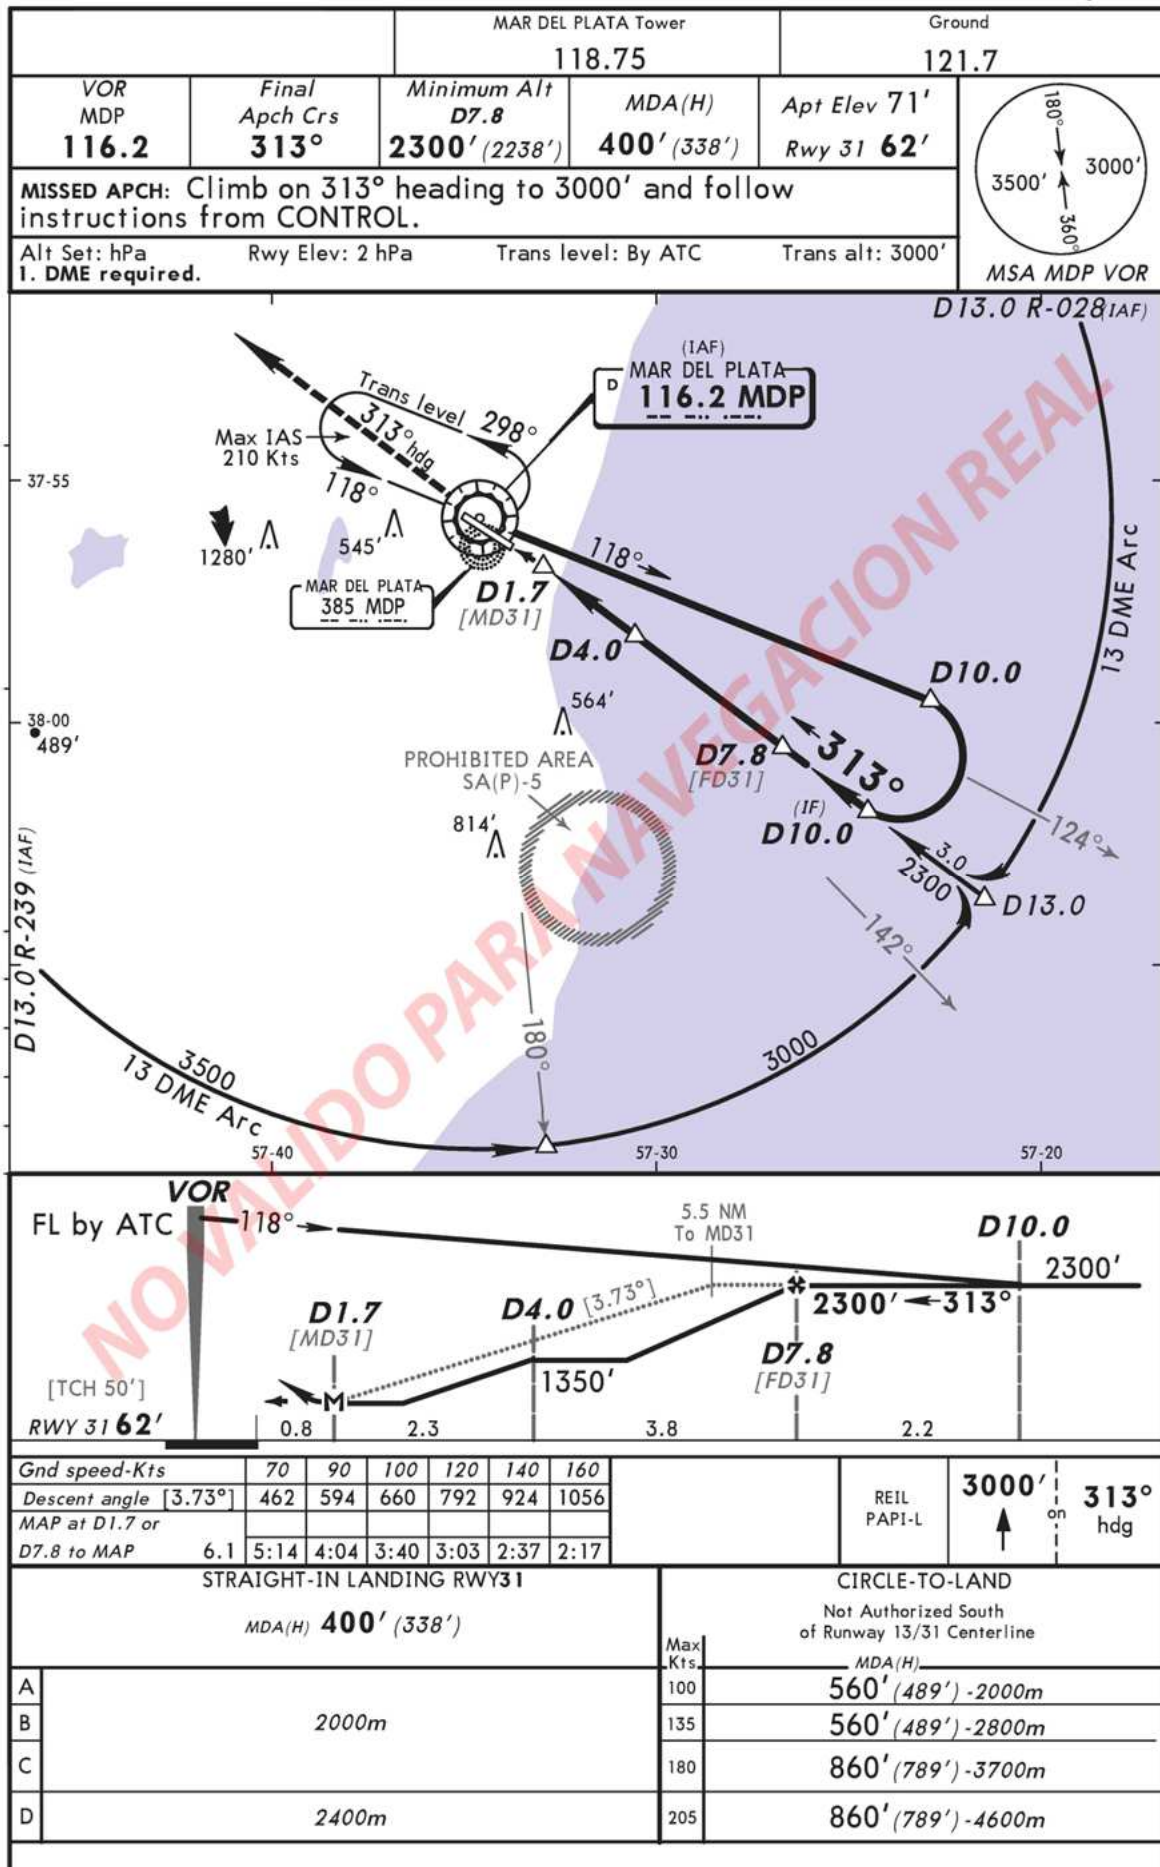 MAR DEL PLATA Tower
118.75
Ground
121.7
VOR
MDP
116.2
Final
Apch Crs
313°
Minimum Alt
D7.8
2300' (2238')
MDA(H)
400' (338')
Apt Elev 71'
Rwy 31 62'
MISSED APCH: Climb on 313° heading to 3000' and follow
instructions from CONTROL.
Alt Set: hPa Rwy Elev: 2 hPa Trans level: By ATC Trans alt: 3000'
1. DME required.
180°
3500'
3000'
360°
MSA MDP VOR
D13.0 R-028 (IAF)
(IAF)
MAR DEL PLATA
D 116.2 MDP
Trans level
298°
313° hdg
Max IAS
210 Kts
118°
37-55
1280'
545'
MAR DEL PLATA
385 MDP
118°
D1.7
[MD31]
D4.0
13 DME Arc
D10.0
564'
38-00
489'
PROHIBITED AREA
SA(P)-5
D7.8
[FD31]
313°
(IF)
D10.0
124°
814'
3.0
2300
D13.0
D13.0 R-239 (IAF)
142°
180°
3000
3500
13 DME Arc
57-40
57-30
57-20
NO VALIDO PARA NAVEGACION REAL
VOR
FL by ATC
118°
5.5 NM
To MD31
D10.0
2300'
D1.7
[MD31]
D4.0
[3.73°]
2300' 313°
D7.8
[FD31]
1350'
[TCH 50']
M
RWY 31 62'
0.8 2.3 3.8 2.2
Gnd speed-Kts 70 90 100 120 140 160
Descent angle [3.73°] 462 594 660 792 924 1056
MAP at D1.7 or
D7.8 to MAP 6.1 5:14 4:04 3:40 3:03 2:37 2:17
REIL
PAPI-L
3000'
on
313°
hdg
STRAIGHT-IN LANDING RWY31
MDA(H) 400' (338')
CIRCLE-TO-LAND
Not Authorized South
of Runway 13/31 Centerline
Max
Kts
MDA(H)
A
100 560' (489') -2000m
B 2000m
135 560' (489') -2800m
C
180 860' (789') -3700m
D 2400m
205 860' (789') -4600m